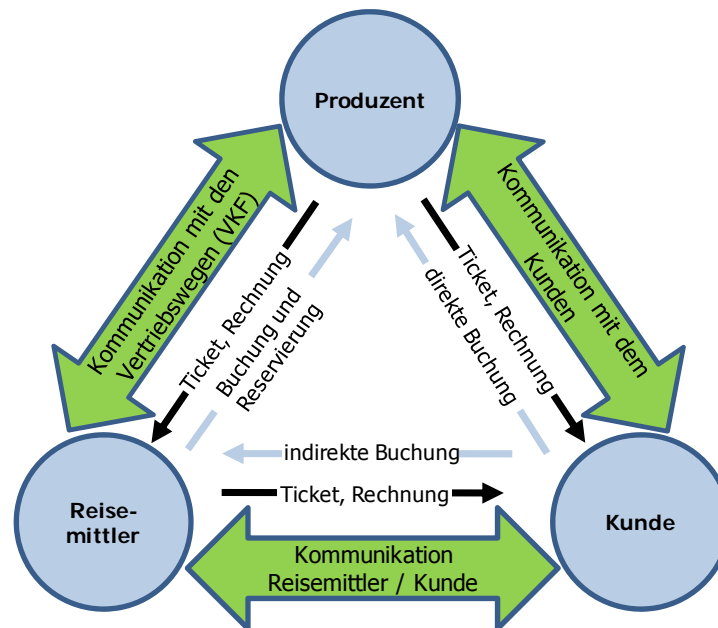 Produzent
Kommunikation mit den
Vertriebswegen (VKF)
Ticket, Rechnung
Buchung und
Reservierung
Kommunikation mit dem
Kunden
Ticket, Rechnung
direkte Buchung
indirekte Buchung
Ticket, Rechnung
Reise-
mittler
Kunde
Kommunikation
Reisemittler / Kunde